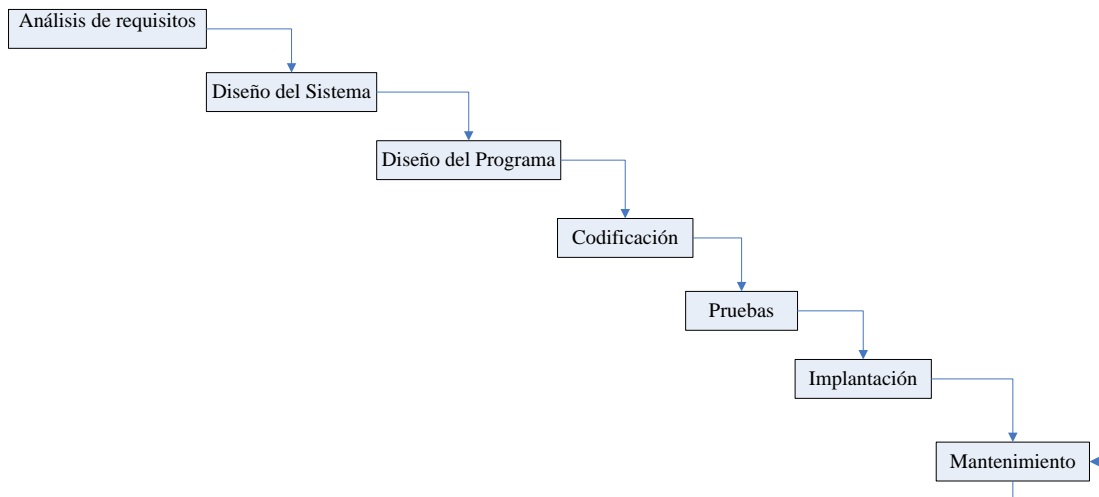 Análisis de requisitos
Diseño del Sistema
Diseño del Programa
Codificación
Pruebas
Implantación
Mantenimiento